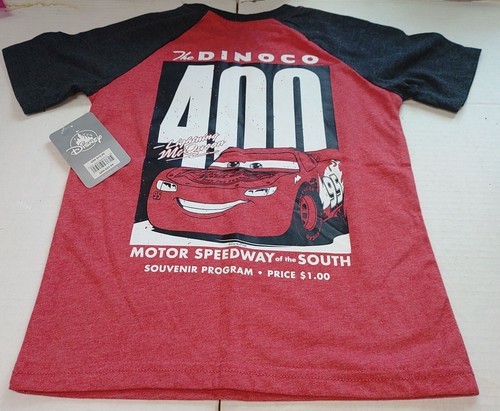 The DINOCO
400
Lightning
McQueen
95
MOTOR SPEEDWAY of the SOUTH
SOUVENIR PROGRAM • PRICE $1.00
Disney